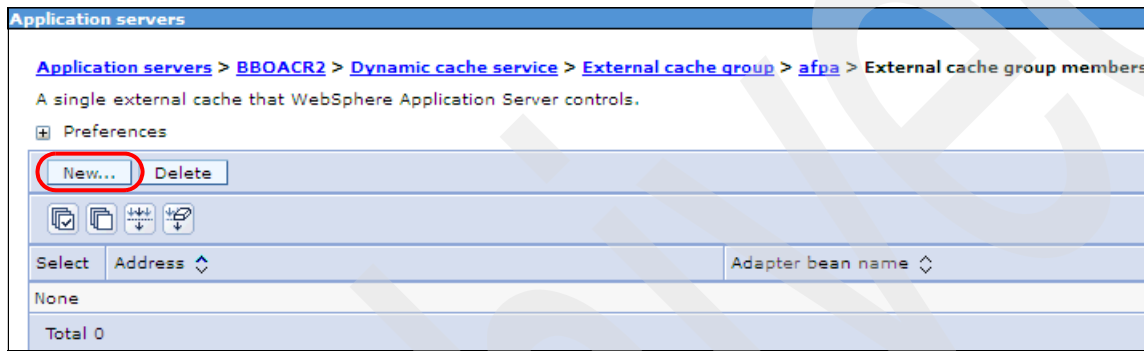 Application servers
Application servers > BBOACR2 > Dynamic cache service > External cache group > afpa > External cache group members
A single external cache that WebSphere Application Server controls.
Preferences
New... Delete
Select Address Adapter bean name
None
Total 0